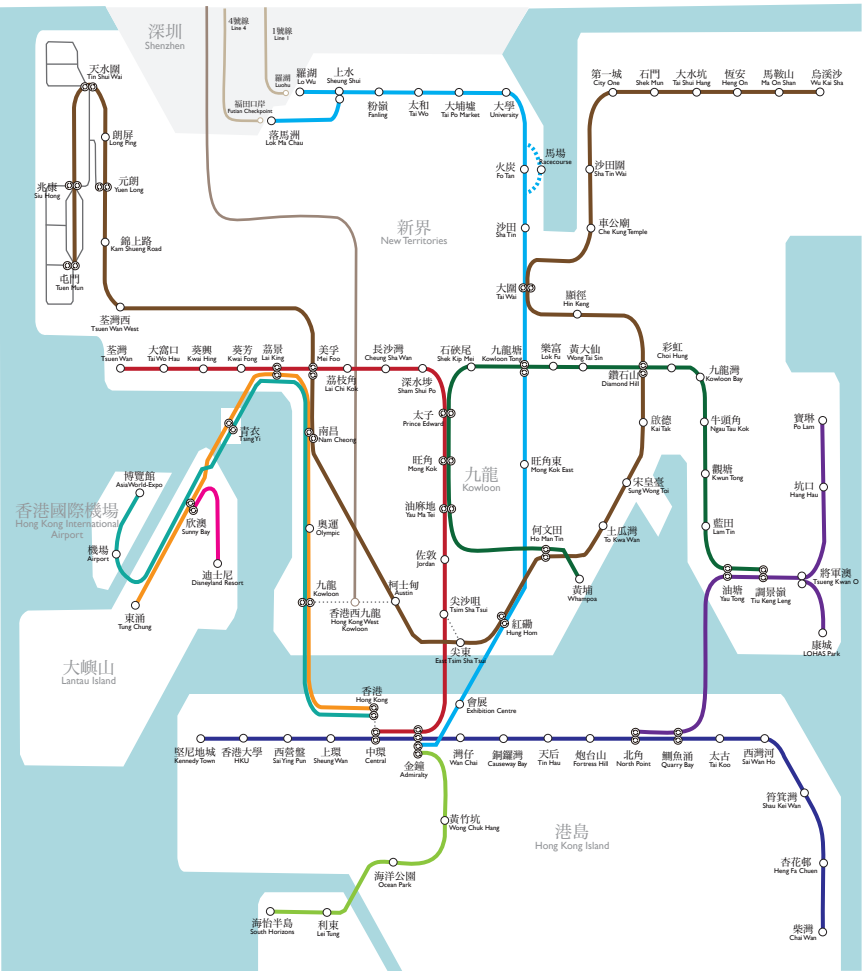 深圳
Shenzhen
4號線
Line 4
1號線
Line 1
羅湖
Luohu
福田口岸
Futian Checkpoint
羅湖
Lo Wu
上水
Sheung Shui
落馬洲
Lok Ma Chau
粉嶺
Fanling
太和
Tai Wo
大埔墟
Tai Po Market
大學
University
第一城
City One
石門
Shek Mun
大水坑
Tai Shui Hang
恆安
Heng On
馬鞍山
Ma On Shan
烏溪沙
Wu Kai Sha
天水圍
Tin Shui Wai
朗屏
Long Ping
兆康
Siu Hong
元朗
Yuen Long
錦上路
Kam Sheung Road
屯門
Tuen Mun
荃灣西
Tsuen Wan West
新界
New Territories
火炭
Fo Tan
馬場
Racecourse
沙田圍
Sha Tin Wai
沙田
Sha Tin
車公廟
Che Kung Temple
大圍
Tai Wai
顯徑
Hin Keng
荃灣
Tsuen Wan
大窩口
Tai Wo Hau
葵興
Kwai Hing
葵芳
Kwai Fong
荔景
Lai King
美孚
Mei Foo
荔枝角
Lai Chi Kok
長沙灣
Cheung Sha Wan
深水埗
Sham Shui Po
石硤尾
Shek Kip Mei
九龍塘
Kowloon Tong
樂富
Lok Fu
黃大仙
Wong Tai Sin
鑽石山
Diamond Hill
彩虹
Choi Hung
九龍灣
Kowloon Bay
太子
Prince Edward
啟德
Kai Tak
牛頭角
Ngau Tau Kok
寶琳
Po Lam
青衣
Tsing Yi
南昌
Nam Cheong
旺角
Mong Kok
九龍
Kowloon
旺角東
Mong Kok East
宋皇臺
Sung Wong Toi
觀塘
Kwun Tong
坑口
Hang Hau
博覽館
AsiaWorld-Expo
香港國際機場
Hong Kong International
Airport
欣澳
Sunny Bay
油麻地
Yau Ma Tei
奧運
Olympic
何文田
Ho Man Tin
土瓜灣
To Kwa Wan
藍田
Lam Tin
機場
Airport
迪士尼
Disneyland Resort
佐敦
Jordan
黃埔
Whampoa
油塘
Yau Tong
調景嶺
Tiu Keng Leng
將軍澳
Tseung Kwan O
九龍
Kowloon
柯士甸
Austin
香港西九龍
Hong Kong West
Kowloon
尖沙咀
Tsim Sha Tsui
紅磡
Hung Hom
東涌
Tung Chung
尖東
East Tsim Sha Tsui
康城
LOHAS Park
大嶼山
Lantau Island
香港
Hong Kong
會展
Exhibition Centre
堅尼地城
Kennedy Town
香港大學
HKU
西營盤
Sai Ying Pun
上環
Sheung Wan
中環
Central
金鐘
Admiralty
灣仔
Wan Chai
銅鑼灣
Causeway Bay
天后
Tin Hau
炮台山
Fortress Hill
北角
North Point
鰂魚涌
Quarry Bay
太古
Tai Koo
西灣河
Sai Wan Ho
筲箕灣
Shau Kei Wan
黃竹坑
Wong Chuk Hang
港島
Hong Kong Island
杏花邨
Heng Fa Chuen
海洋公園
Ocean Park
海怡半島
South Horizons
利東
Lei Tung
柴灣
Chai Wan